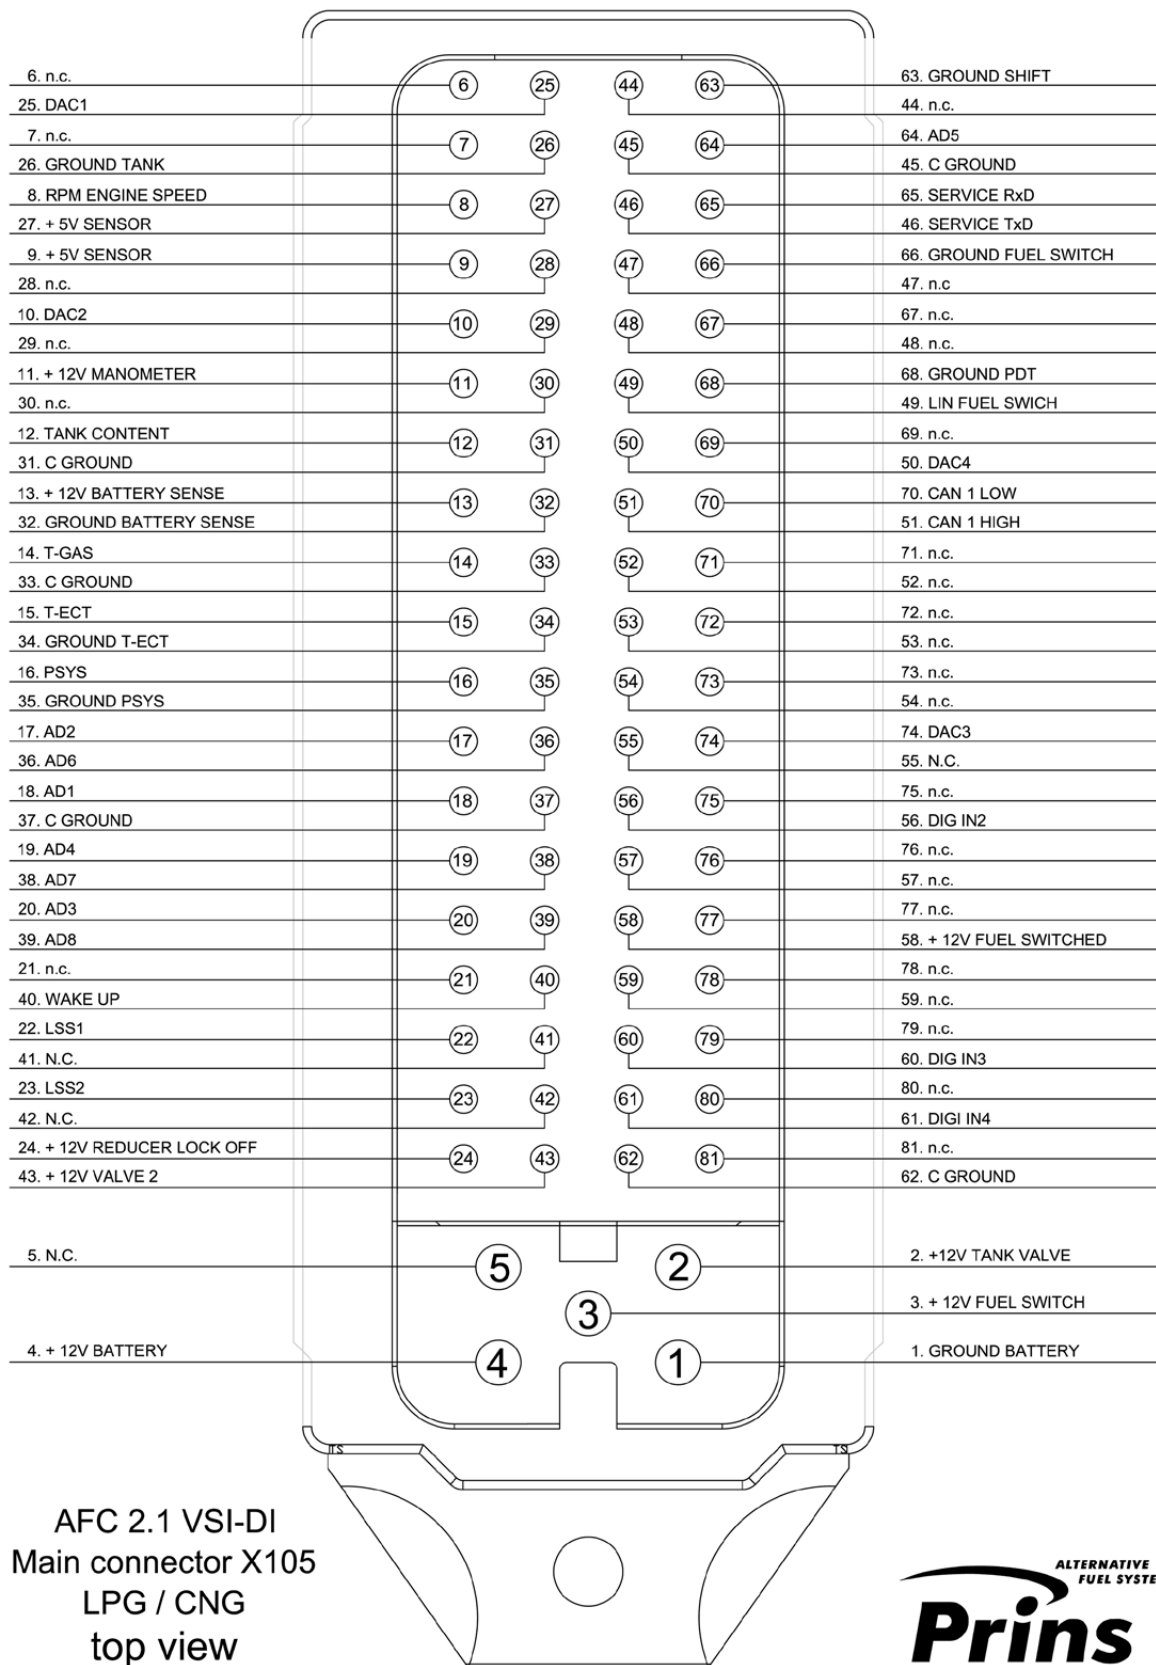 6. n.c.
25. DAC1
7. n.c.
26. GROUND TANK
8. RPM ENGINE SPEED
27. + 5V SENSOR
9. + 5V SENSOR
28. n.c.
10. DAC2
29. n.c.
11. + 12V MANOMETER
30. n.c.
12. TANK CONTENT
31. C GROUND
13. + 12V BATTERY SENSE
32. GROUND BATTERY SENSE
14. T-GAS
33. C GROUND
15. T-ECT
34. GROUND T-ECT
16. PSYS
35. GROUND PSYS
17. AD2
36. AD6
18. AD1
37. C GROUND
19. AD4
38. AD7
20. AD3
39. AD8
21. n.c.
40. WAKE UP
22. LSS1
41. N.C.
23. LSS2
42. N.C.
24. + 12V REDUCER LOCK OFF
43. + 12V VALVE 2
5. N.C.
4. + 12V BATTERY
6 25 44 63
7 26 45 64
8 27 46 65
9 28 47 66
10 29 48 67
11 30 49 68
12 31 50 69
13 32 51 70
14 33 52 71
15 34 53 72
16 35 54 73
17 36 55 74
18 37 56 75
19 38 57 76
20 39 58 77
21 40 59 78
22 41 60 79
23 42 61 80
24 43 62 81
5 2
3
4 1
63. GROUND SHIFT
44. n.c.
64. AD5
45. C GROUND
65. SERVICE RxD
46. SERVICE TxD
66. GROUND FUEL SWITCH
47. n.c
67. n.c.
48. n.c.
68. GROUND PDT
49. LIN FUEL SWICH
69. n.c.
50. DAC4
70. CAN 1 LOW
51. CAN 1 HIGH
71. n.c.
52. n.c.
72. n.c.
53. n.c.
73. n.c.
54. n.c.
74. DAC3
55. N.C.
75. n.c.
56. DIG IN2
76. n.c.
57. n.c.
77. n.c.
58. + 12V FUEL SWITCHED
78. n.c.
59. n.c.
79. n.c.
60. DIG IN3
80. n.c.
61. DIGI IN4
81. n.c.
62. C GROUND
2. +12V TANK VALVE
3. + 12V FUEL SWITCH
1. GROUND BATTERY
AFC 2.1 VSI-DI
Main connector X105
LPG / CNG
top view
ALTERNATIVE
FUEL SYSTE
Prins